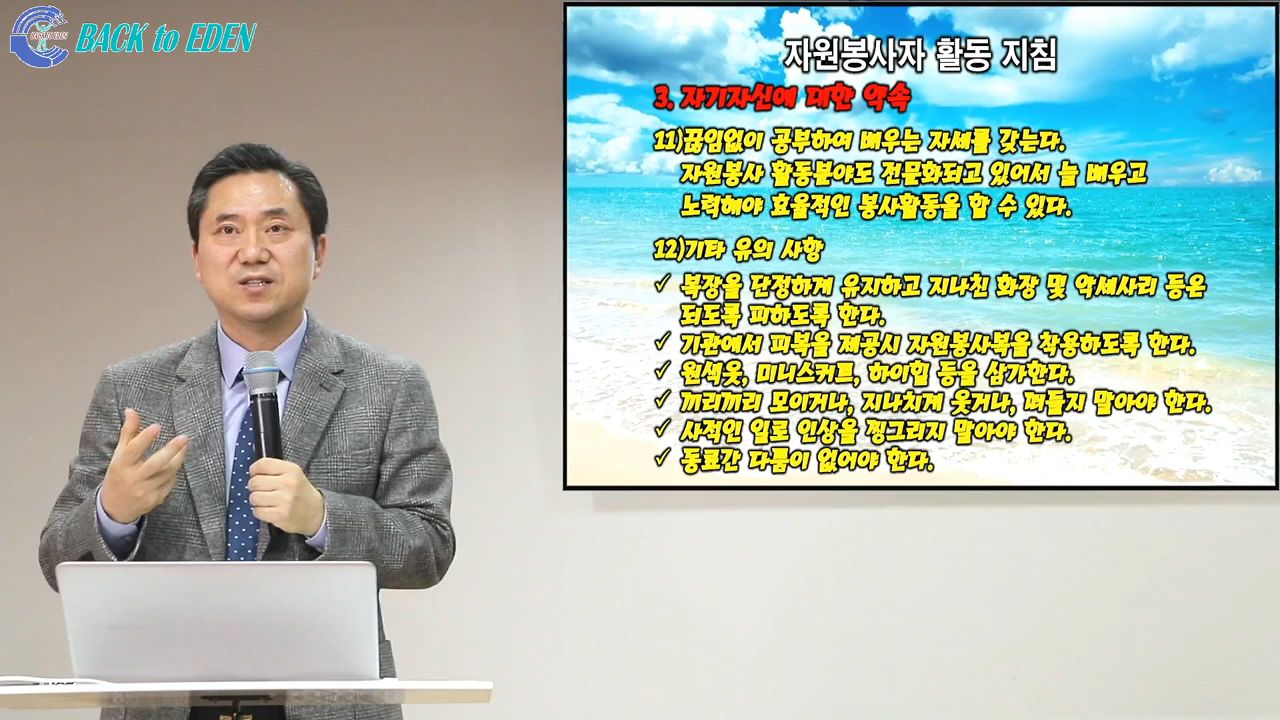 BACK to EDEN
자원봉사자 활동 지침
3. 자기자신에 대한 약속
11)끊임없이 공부하여 배우는 자세를 갖는다.
자원봉사 활동분야도 전문화되고 있어서 늘 배우고
노력해야 효율적인 봉사활동을 할 수 있다.
12)기타 유의 사항
✓ 복장을 단정하게 유지하고 지나친 화장 및 악세사리 등은
되도록 피하도록 한다.
✓ 기관에서 피복을 제공시 자원봉사복을 착용하도록 한다.
✓ 원색옷, 미니스커트, 하이힐 등을 삼가한다.
✓ 끼리끼리 모이거나, 지나치게 웃거나, 떠들지 말아야 한다.
✓ 사적인 일로 인상을 찡그리지 말아야 한다.
✓ 동료간 다툼이 없어야 한다.